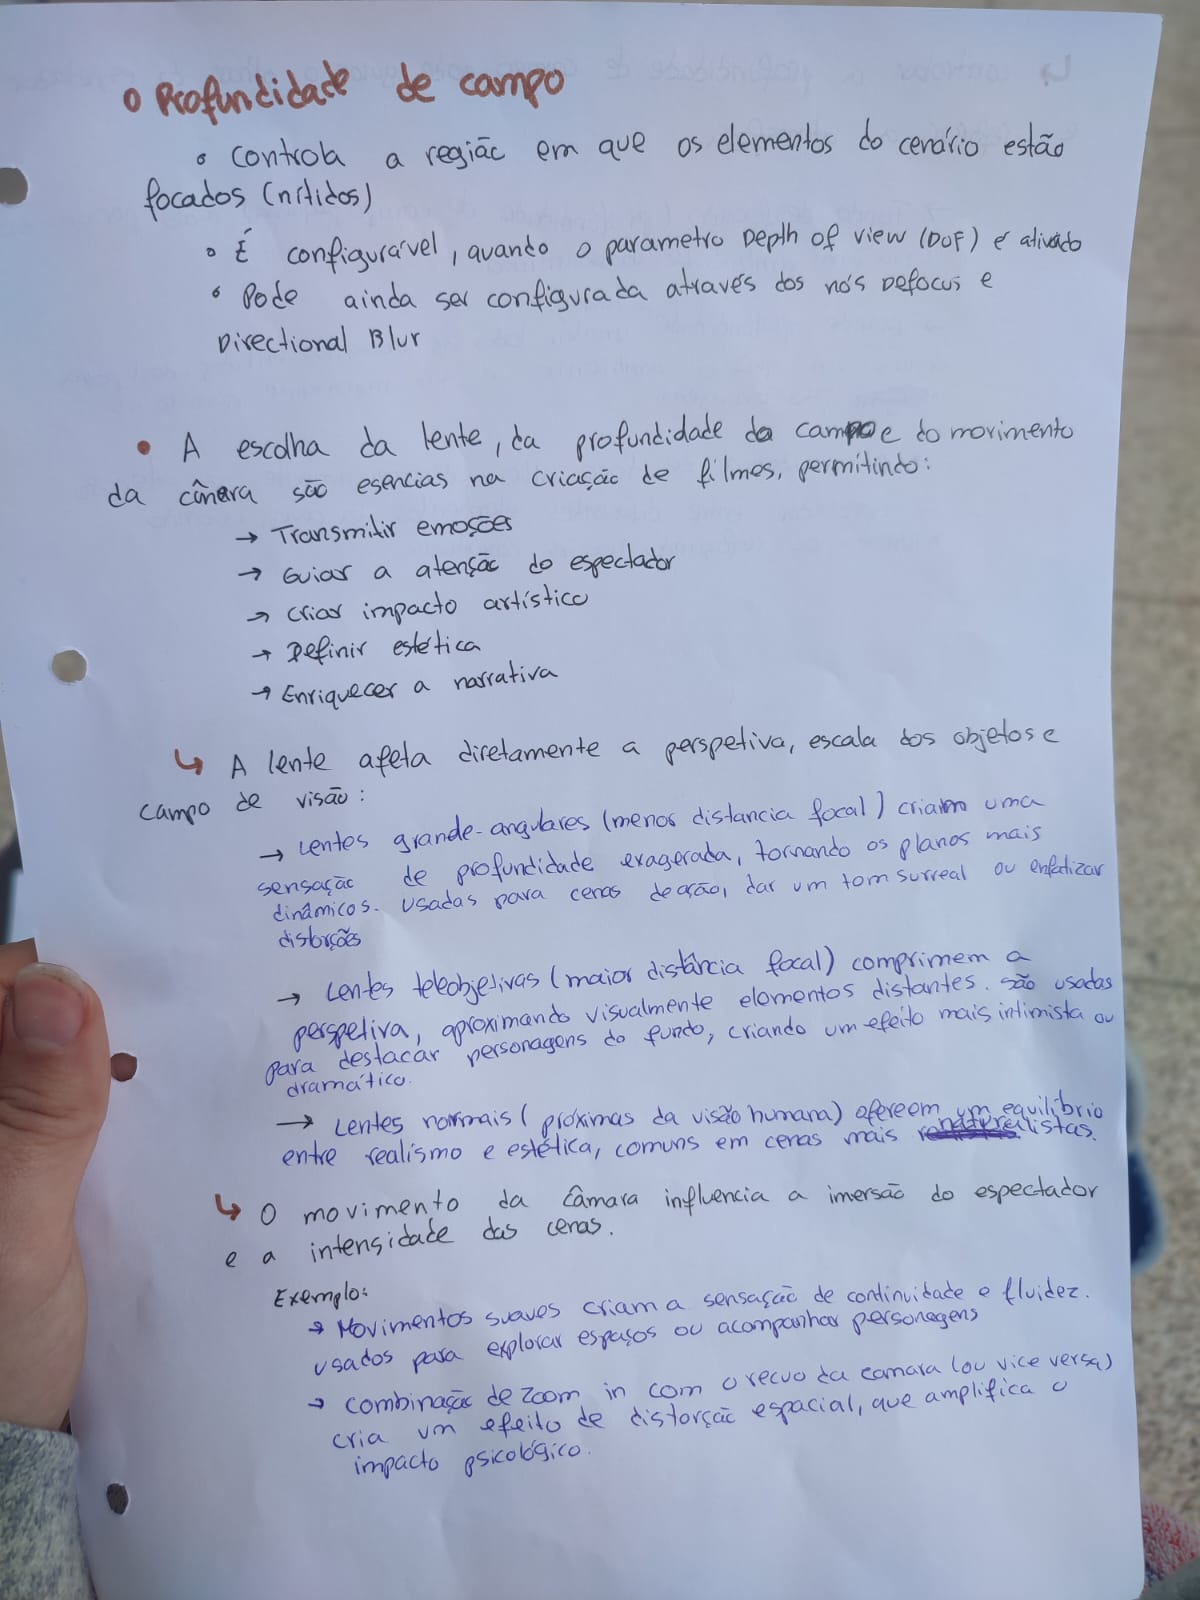 o Profundidade de campo
o Controla a região em que os elementos do cenário estão
focados (nítidos)
o É configurável, quando o parametro Depth of view (DOF) é ativado
o Pode ainda ser configurada através dos nós Defocus e
Directional Blur
• A escolha da lente, da profundidade do campo e do movimento
da câmara são esencias na criação de filmes, permitindo:
→ Transmitir emoções
→ Guiar a atenção do espectador
→ Criar impacto artístico
→ Definir estética
→ Enriquecer a narrativa
↳ A lente afeta diretamente a perspetiva, escala dos objetos e
campo de visão:
→ Lentes grande-angulares (menor distancia focal) criam uma
sensação de profundidade exagerada, tornando os planos mais
dinâmicos. Usadas para cenas de ação, dar um tom surreal ou enfatizar
distorções
→ Lentes teleobjetivas (maior distância focal) comprimem a
perspetiva, aproximando visualmente elementos distantes. São usadas
para destacar personagens do fundo, criando um efeito mais intimista ou
dramático.
→ Lentes normais (próximas da visão humana) ofereem um equilíbrio
entre realismo e estética, comuns em cenas mais naturalistas.
↳ O movimento da câmara influencia a imersão do espectador
e a intensidade das cenas.
Exemplo:
→ Movimentos suaves criam a sensação de continuidade e fluidez.
usados para explorar espaços ou acompanhar personagens
→ Combinação de zoom in com o recuo da camara (ou vice versa)
cria um efeito de distorção espacial, que amplifica o
impacto psicológico.